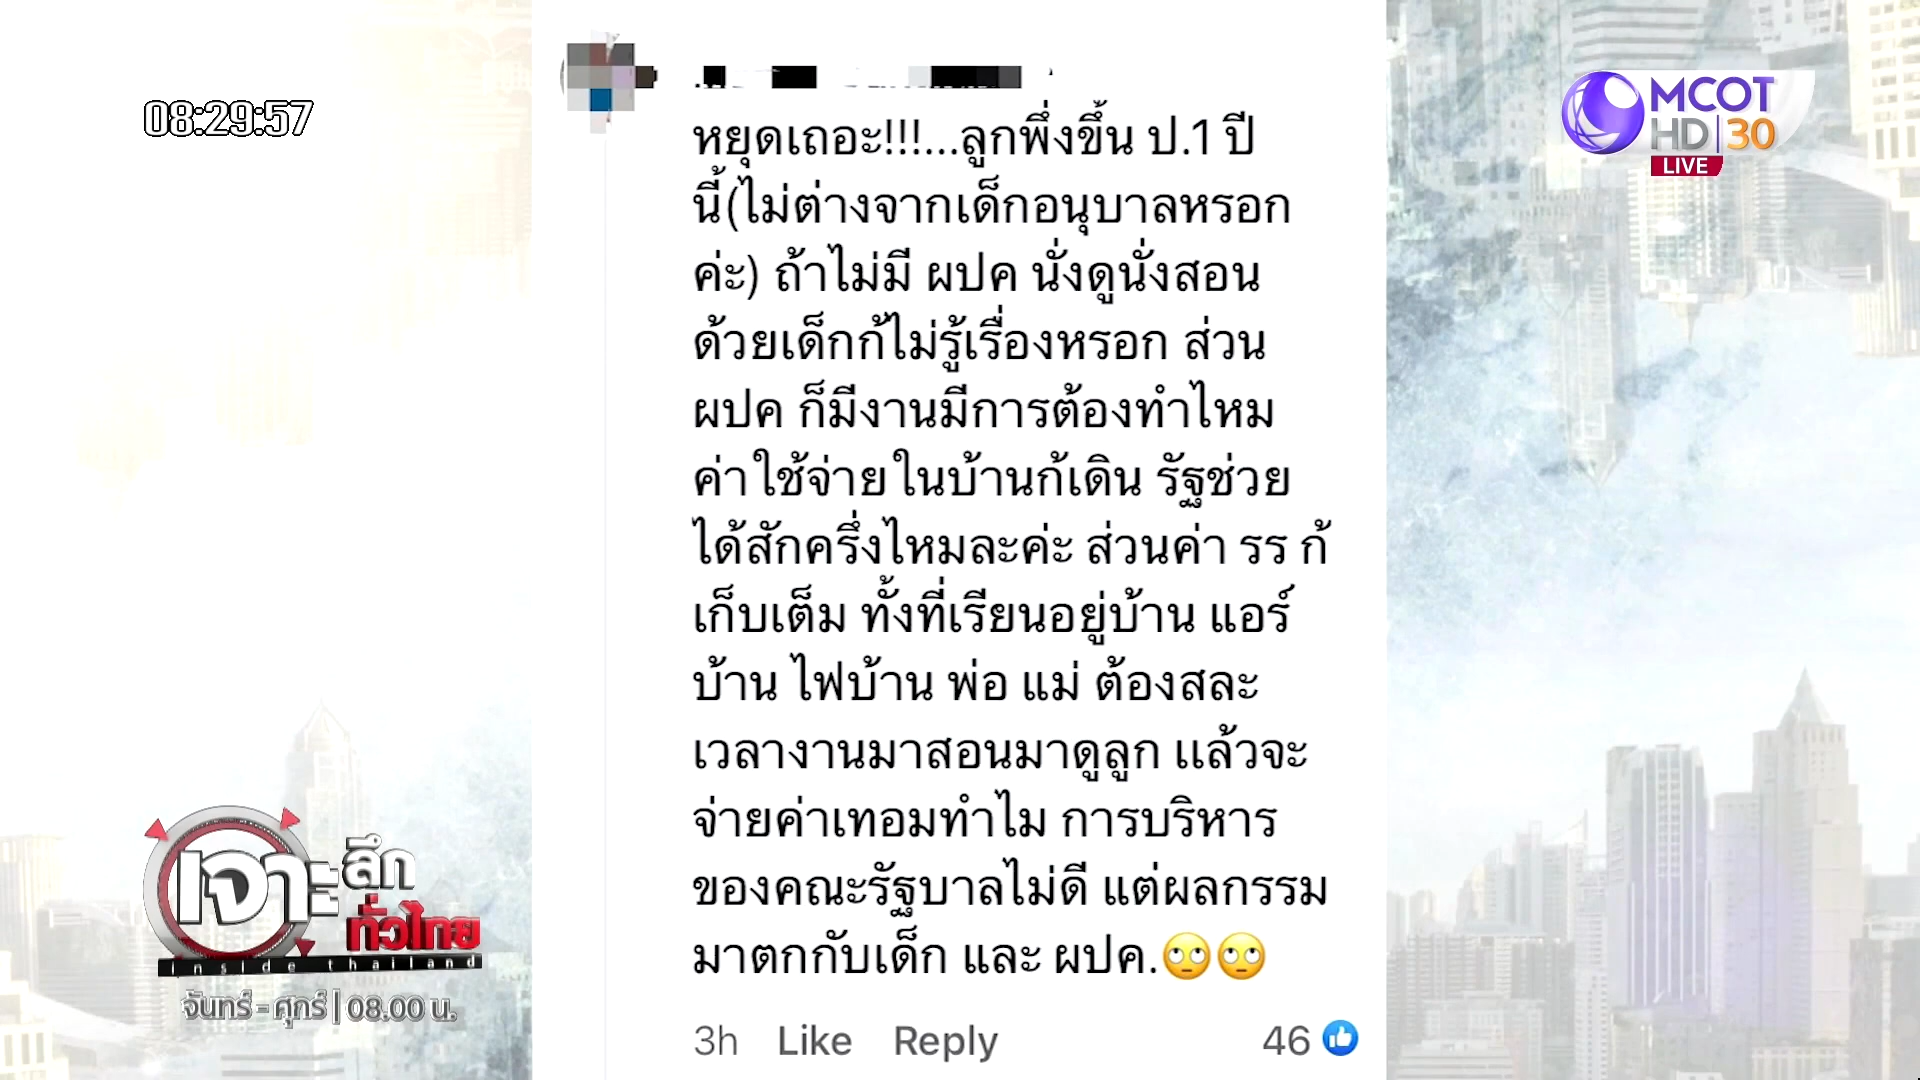 08:29:57
MCOT
HD 30
LIVE
หยุดเถอะ!!!...ลูกพึ่งขึ้น ป.1 ปี
นี้(ไม่ต่างจากเด็กอนุบาลหรอก
ค่ะ) ถ้าไม่มี ผปค นั่งดูนั่งสอน
ด้วยเด็กก้ไม่รู้เรื่องหรอก ส่วน
ผปค ก็มีงานมีการต้องทำไหม
ค่าใช้จ่ายในบ้านก้เดิน รัฐช่วย
ได้สักครึ่งไหมละค่ะ ส่วนค่า รร ก้
เก็บเต็ม ทั้งที่เรียนอยู่บ้าน แอร์
บ้าน ไฟบ้าน พ่อ แม่ ต้องสละ
เวลางานมาสอนมาดูลูก แล้วจะ
จ่ายค่าเทอมทำไม การบริหาร
ของคณะรัฐบาลไม่ดี แต่ผลกรรม
มาตกกับเด็ก และ ผปค.🙄🙄
3h Like Reply 46
เจาะลึก
ทั่วไทย
inside thailand
จันทร์ - ศุกร์ | 08.00 น.